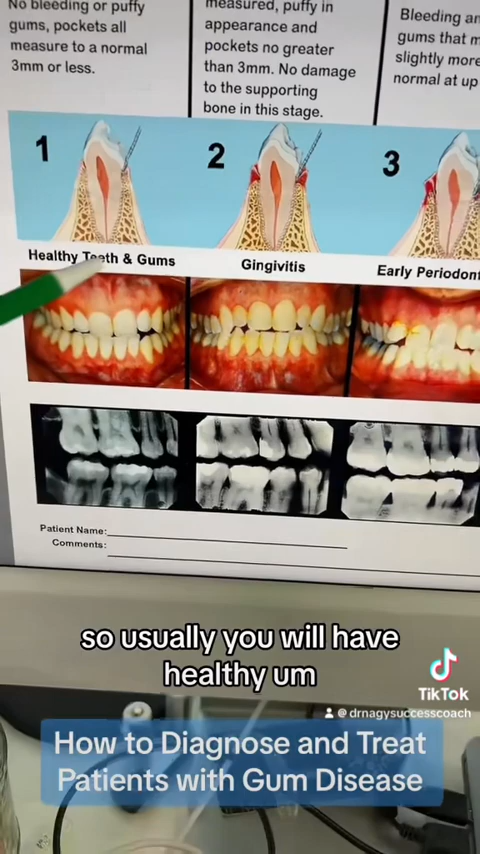 No bleeding or puffy
gums, pockets all
measure to a normal
3mm or less.
measured, puffy in
appearance and
pockets no greater
than 3mm. No damage
to the supporting
bone in this stage.
Bleeding
gums that
slightly more
normal at up
1
2
3
Healthy Teeth & Gums
Gingivitis
Early
Patient Name:
Comments:
so usually you will have
healthy um
TikTok
@drnagysuccesscoach
How to Diagnose and Treat
Patients with Gum Disease